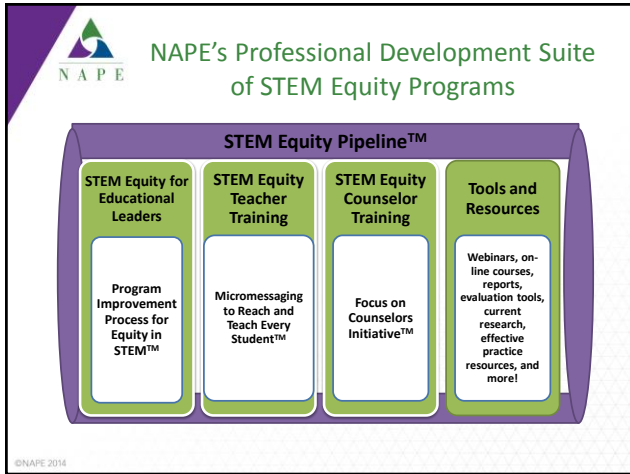 NAPE
NAPE's Professional Development Suite
of STEM Equity Programs
STEM Equity Pipeline™
STEM Equity for
Educational
Leaders
Program
Improvement
Process for
Equity in
STEM™
STEM Equity
Teacher
Training
Micromessaging
to Reach and
Teach Every
Student™
STEM Equity
Counselor
Training
Focus on
Counselors
Initiative™
Tools and
Resources
Webinars, on-
line courses,
reports,
evaluation tools,
current
research,
effective
practice
resources, and
more!
©NAPE 2014